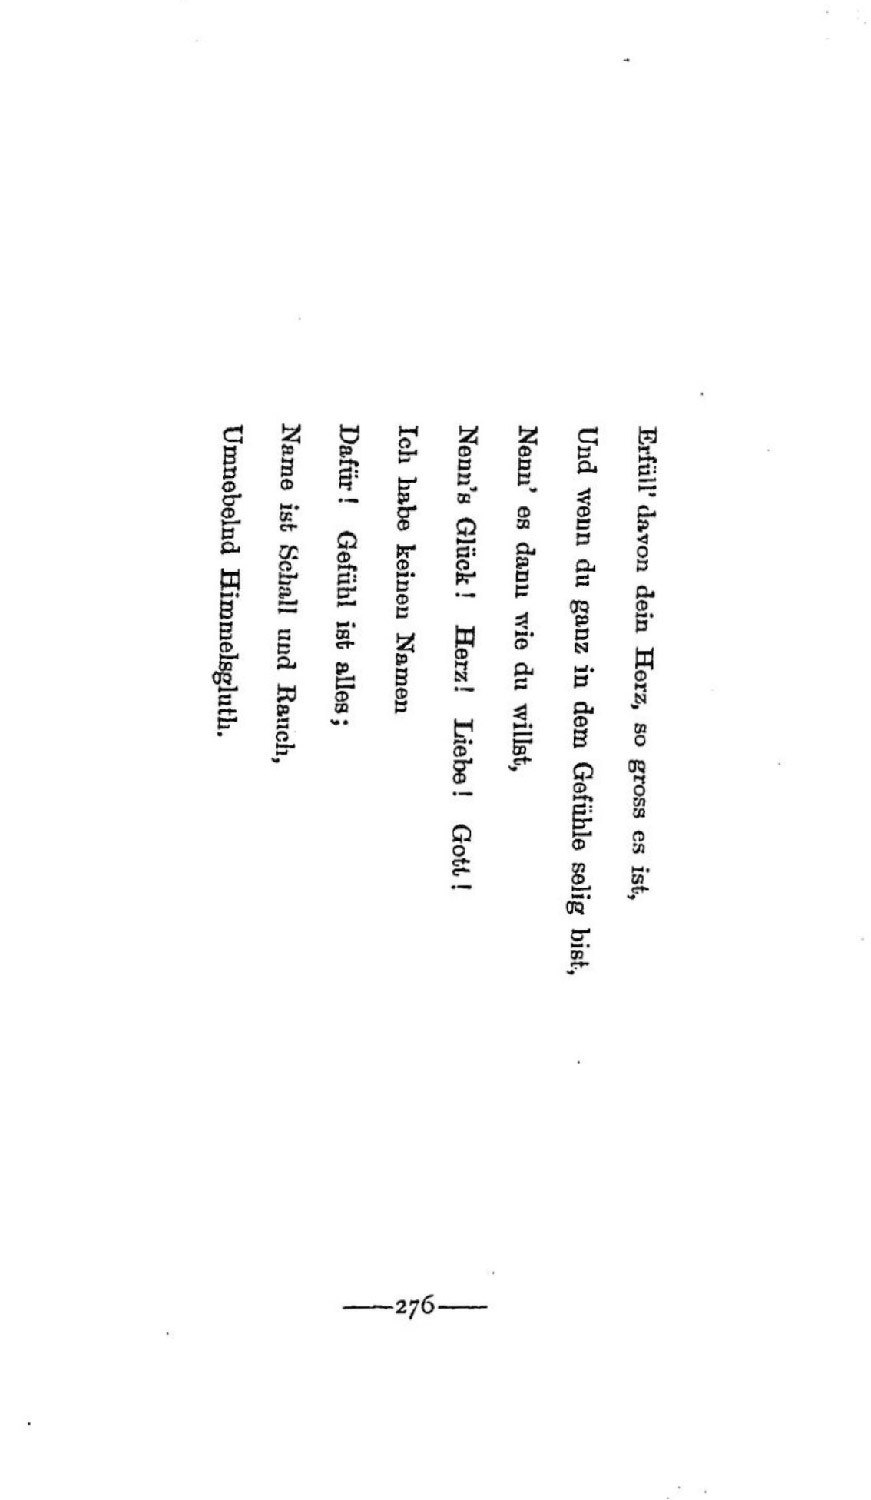 Erfüll' davon dein Herz, so gross es ist,
Und wenn du ganz in dem Gefühle selig bist,
Nenn' es dann wie du willst,
Nenn's Glück! Herz! Liebe! Gott!
Ich habe keinen Namen
Dafür! Gefühl ist alles;
Name ist Schall und Rauch,
Umnebelnd Himmelsgluth.
—276—